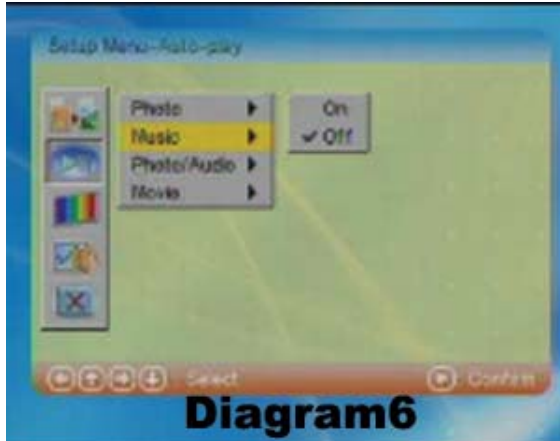 Setup Menu-Auto-play
Photo
Music
Photo/Audio
Movie
On
Off
Select
Confirm
Diagram6